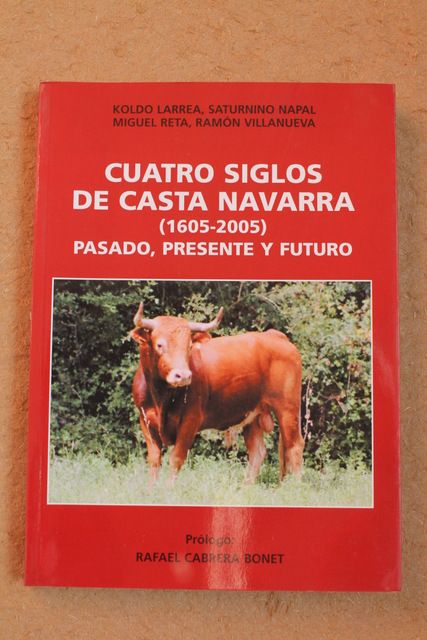 KOLDO LARREA, SATURNINO NAPAL
MIGUEL RETA, RAMÓN VILLANUEVA
CUATRO SIGLOS
DE CASTA NAVARRA
(1605-2005)
PASADO, PRESENTE Y FUTURO
Prólogo:
RAFAEL CABRERA BONET